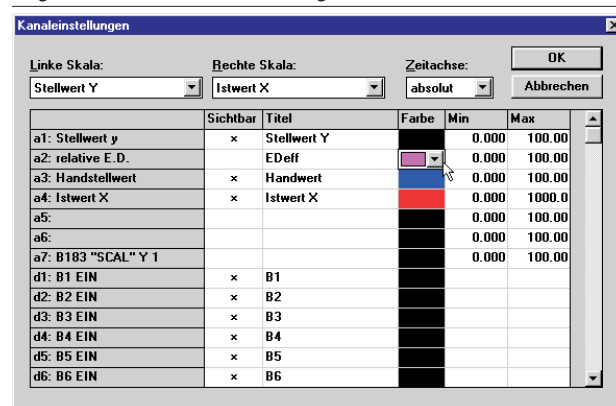 Kanaleinstellungen
Linke Skala: Rechte Skala: Zeitachse: OK
Stellwert Y Istwert X absolut Abbrechen
Sichtbar Titel Farbe Min Max
a1: Stellwert y × Stellwert Y 0.000 100.00
a2: relative E.D. EDeff 0.000 100.00
a3: Handstellwert × Handwert 0.000 100.00
a4: Istwert X × Istwert X 0.000 1000.0
a5: 0.000 100.00
a6: 0.000 100.00
a7: B183 "SCAL" Y 1 0.000 100.00
d1: B1 EIN × B1
d2: B2 EIN × B2
d3: B3 EIN × B3
d4: B4 EIN × B4
d5: B5 EIN × B5
d6: B6 EIN × B6